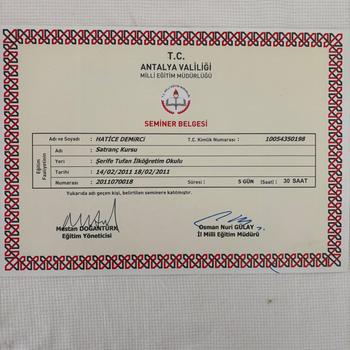 T.C.
ANTALYA VALİLİĞİ
MİLLİ EĞİTİM MÜDÜRLÜĞÜ
SEMİNER BELGESİ
Adı ve Soyadı : HATİCE DEMİRCİ T.C. Kimlik Numarası : 10054350198
Eğitim Faaliyetinin
Adı : Satranç Kursu
Yeri : Şerife Tufan İlköğretim Okulu
Tarihi : 14/02/2011 18/02/2011
Numarası : 2011070018 Süresi : 5 GÜN (Saat) : 30 SAAT
Yukarıda adı geçen kişi, belirtilen seminere katılmıştır.
Mestan DOĞANTÜRK Osman Nuri GÜLAY
Eğitim Yöneticisi İl Milli Eğitim Müdürü